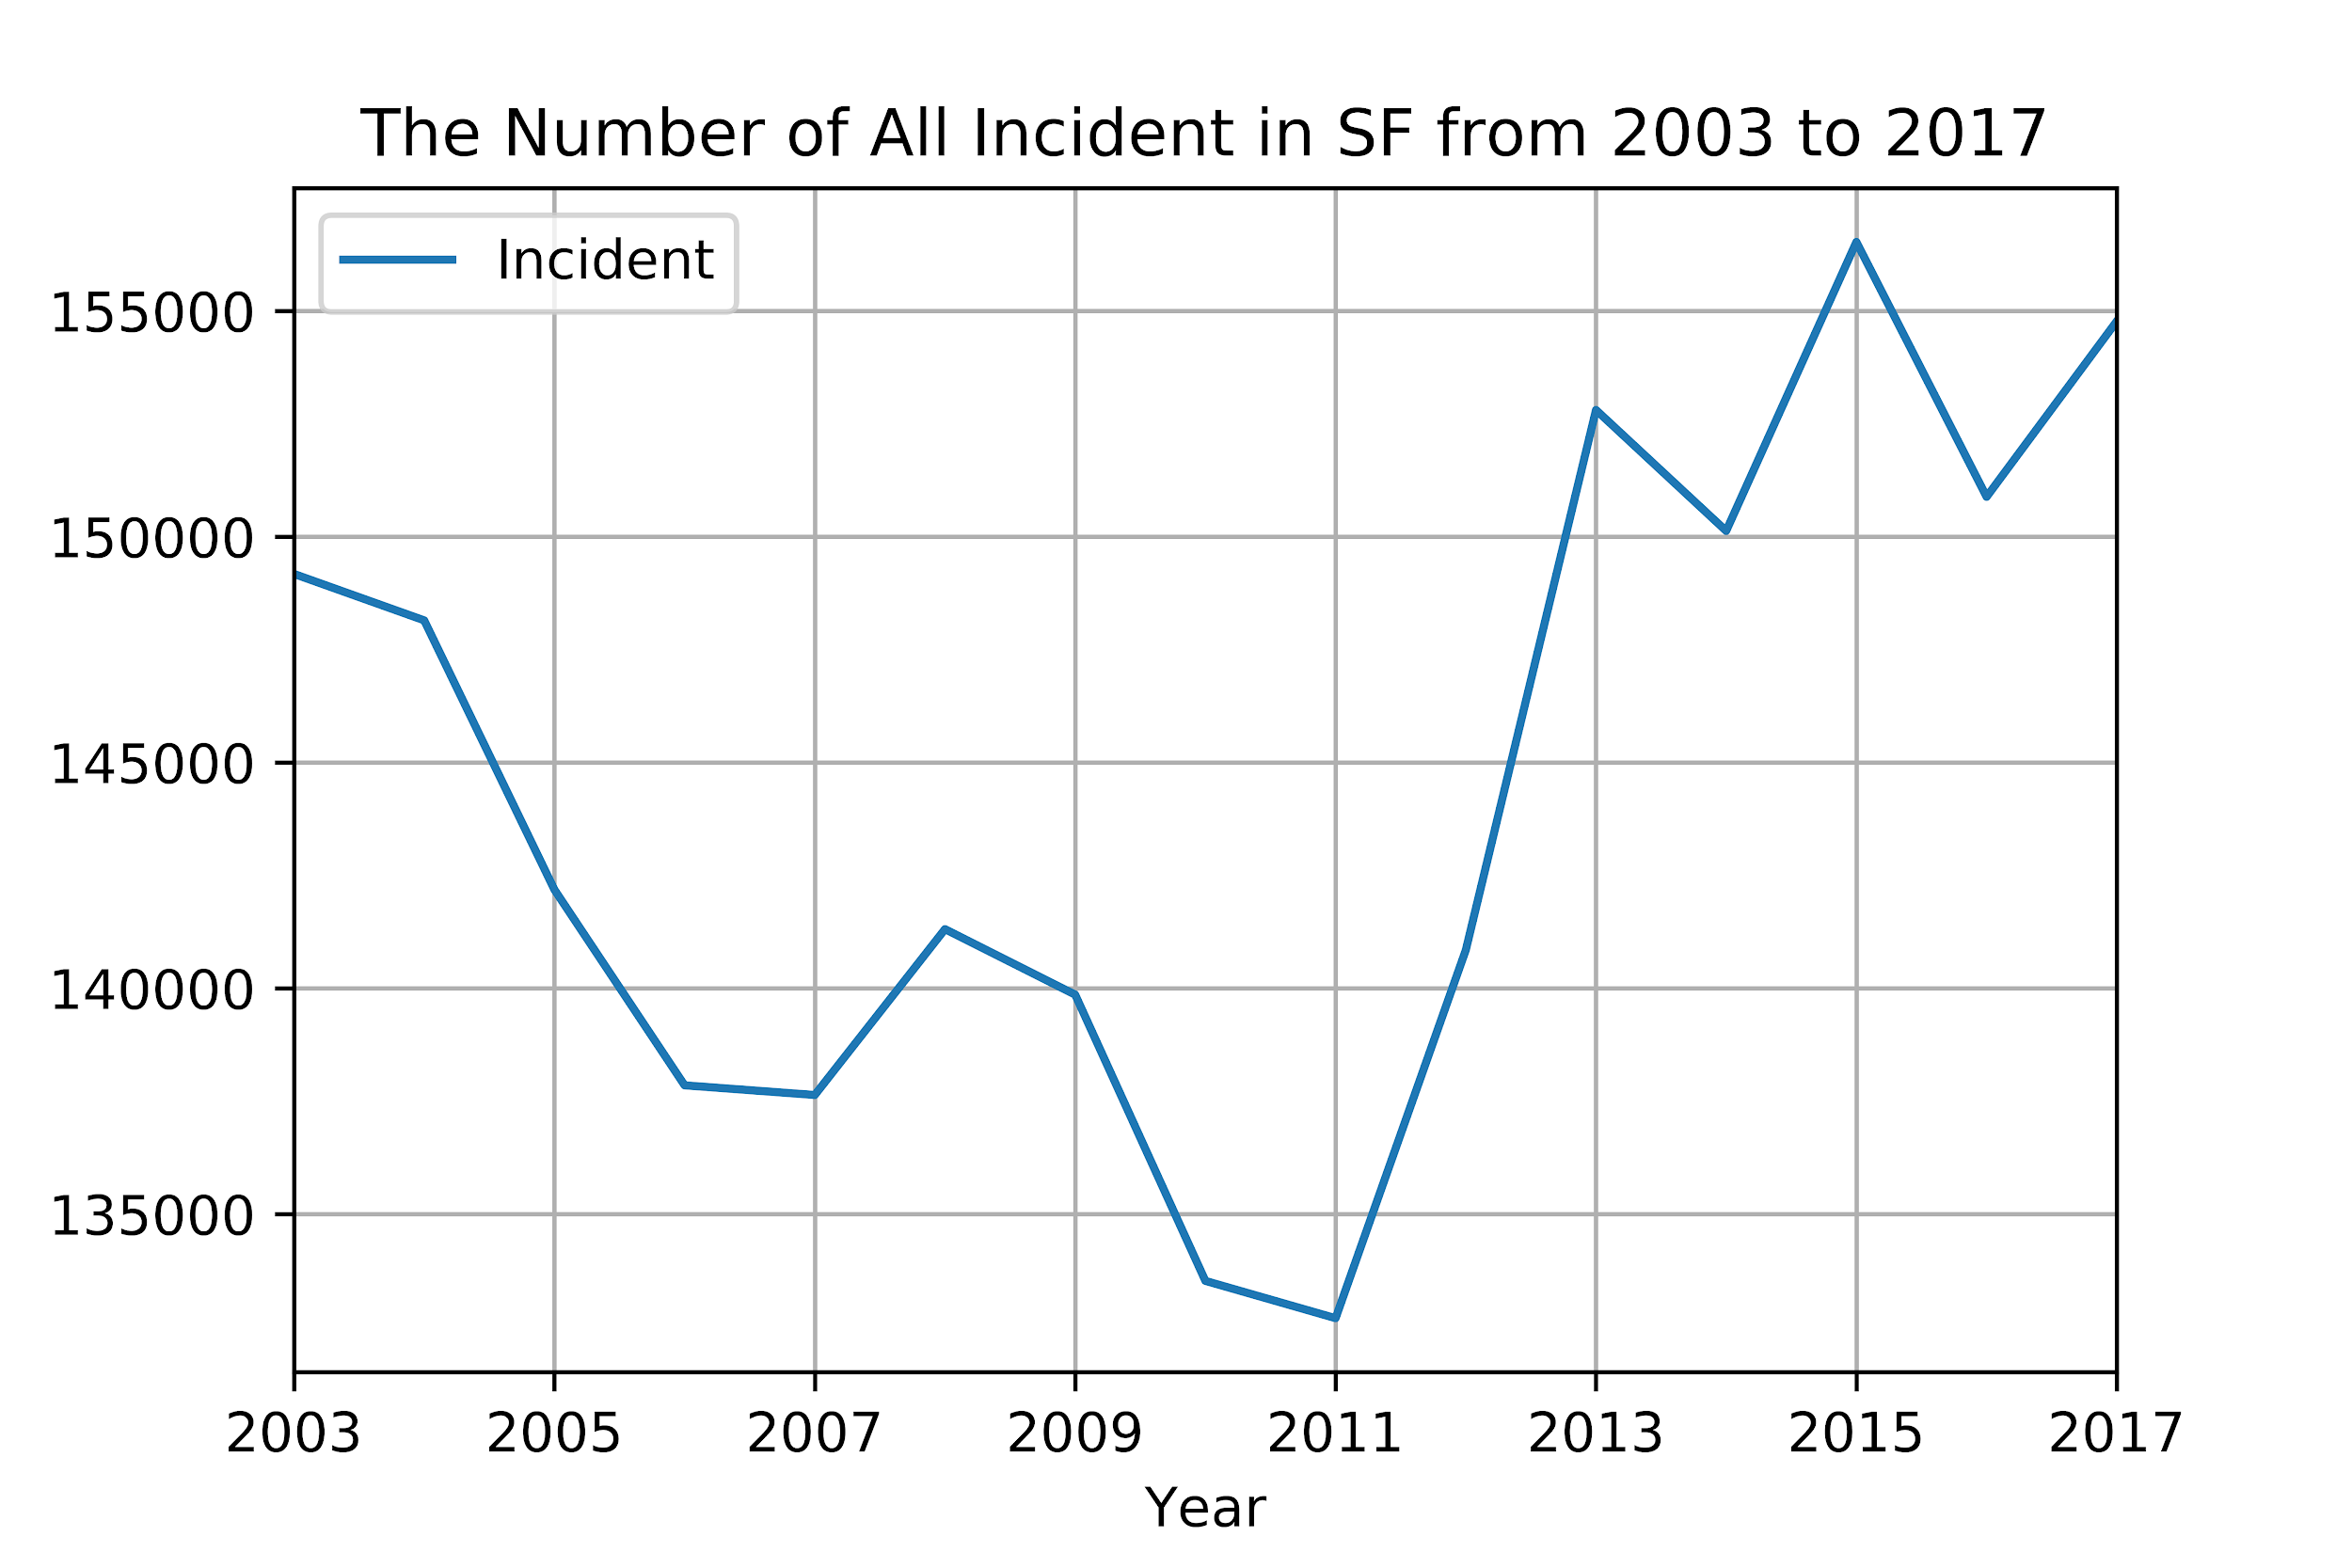 The Number of All Incident in SF from 2003 to 2017
Incident
155000
150000
145000
140000
135000
2003 2005 2007 2009 2011 2013 2015 2017
Year